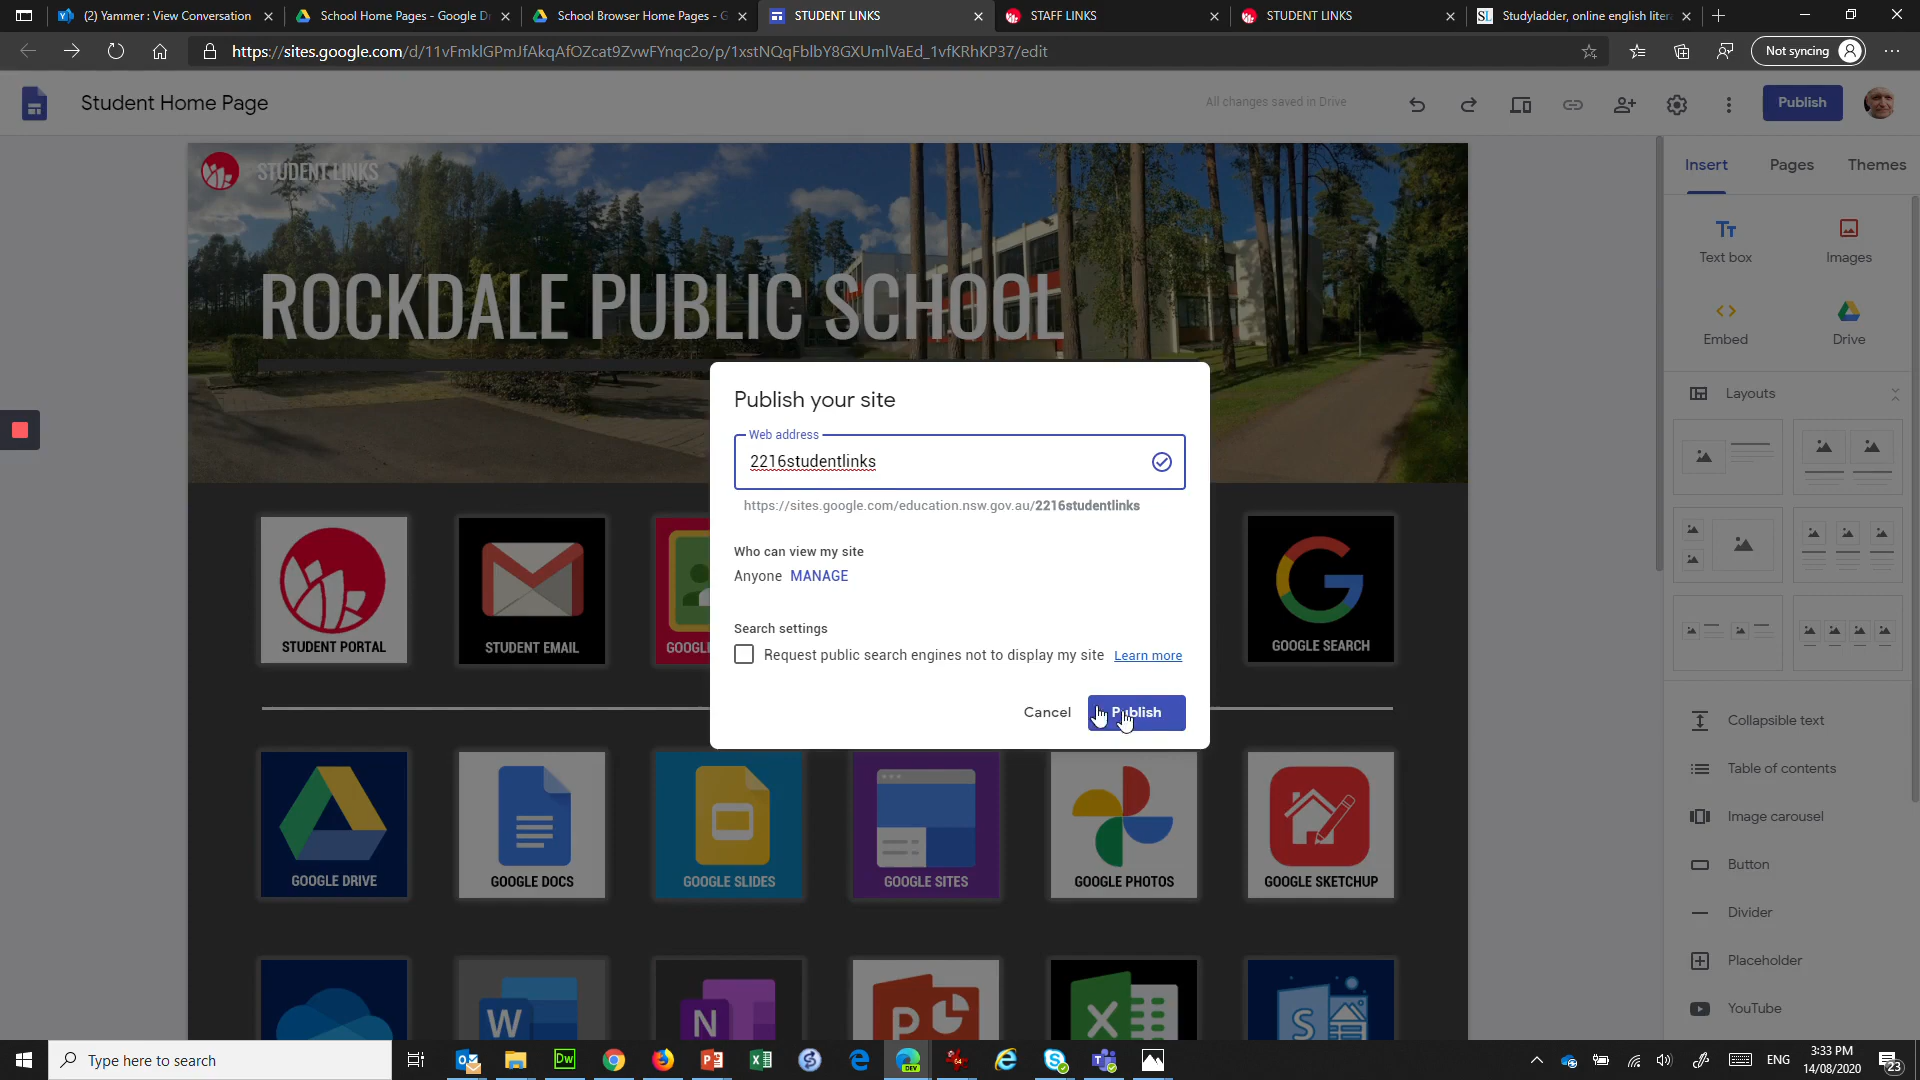 (2) Yammer : View Conversation
School Home Pages - Google Dr
School Browser Home Pages - G
STUDENT LINKS
STAFF LINKS
STUDENT LINKS
SL
Studyladder, online english litera
https://sites.google.com/d/11vFmklGPmJfAkqAfOZcat9ZvwFYnqc2o/p/1xstNQqFblbY8GXUmlVaEd_1vfKRhKP37/edit
Not syncing
Student Home Page
All changes saved in Drive
Publish
STUDENT LINKS
ROCKDALE PUBLIC SCHOOL
Insert
Pages
Themes
Text box
Images
Embed
Drive
Layouts
Collapsible text
Table of contents
Image carousel
Button
Divider
Placeholder
YouTube
Publish your site
Web address
2216studentlinks
https://sites.google.com/education.nsw.gov.au/2216studentlinks
Who can view my site
Anyone MANAGE
Search settings
Request public search engines not to display my site Learn more
Cancel
Publish
STUDENT PORTAL
STUDENT EMAIL
GOOGL
GOOGLE SEARCH
GOOGLE DRIVE
GOOGLE DOCS
GOOGLE SLIDES
GOOGLE SITES
GOOGLE PHOTOS
GOOGLE SKETCHUP
W
N
P
X
S
Type here to search
Dw
DEV
ENG
3:33 PM
14/08/2020
23